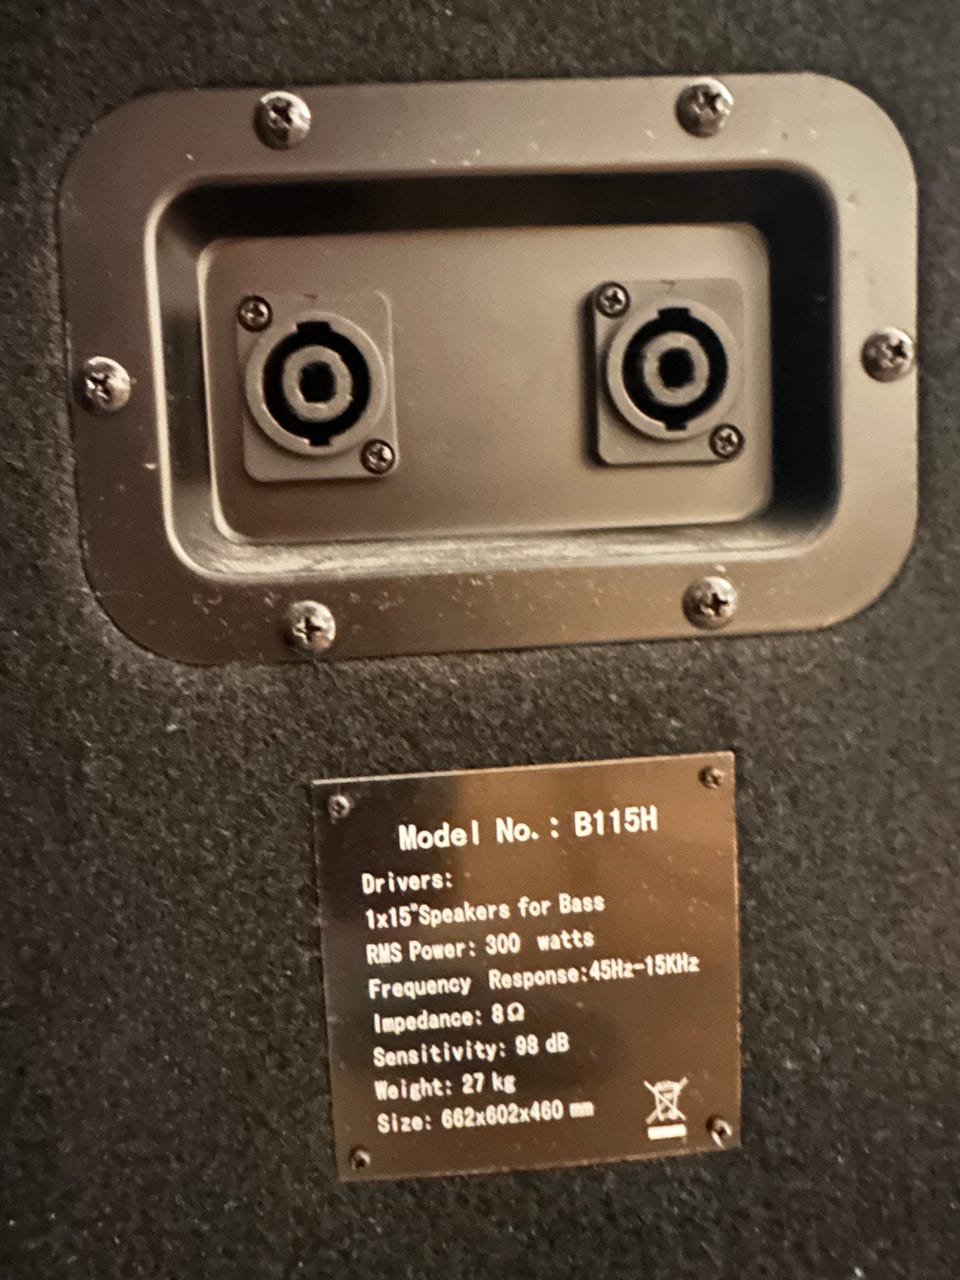 Model No.: B115H
Drivers:
1x15"Speakers for Bass
RMS Power: 300 watts
Frequency Response:45Hz-15KHz
Impedance: 8Ω
Sensitivity: 98 dB
Weight: 27 kg
Size: 662x602x460 mm